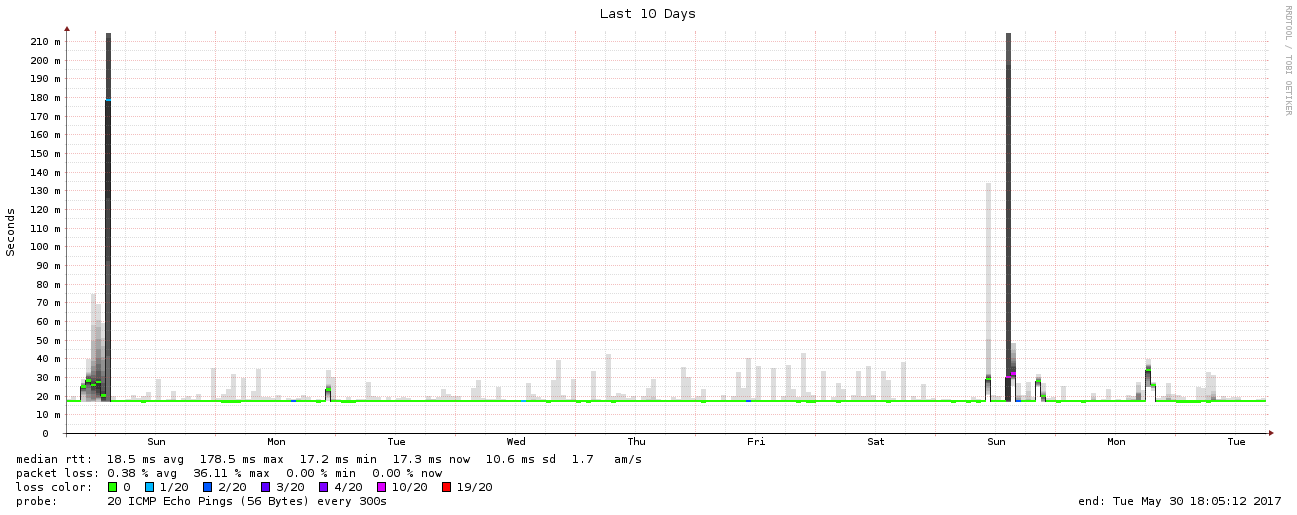 Last 10 Days
RRDTOOL / TOBI OETIKER
Seconds
210 m
200 m
190 m
180 m
170 m
160 m
150 m
140 m
130 m
120 m
110 m
100 m
90 m
80 m
70 m
60 m
50 m
40 m
30 m
20 m
10 m
0
Sun Mon Tue Wed Thu Fri Sat Sun Mon Tue
median rtt: 18.5 ms avg 178.5 ms max 17.2 ms min 17.3 ms now 10.6 ms sd 1.7 am/s
packet loss: 0.38 % avg 36.11 % max 0.00 % min 0.00 % now
loss color: 0 1/20 2/20 3/20 4/20 10/20 19/20
probe: 20 ICMP Echo Pings (56 Bytes) every 300s end: Tue May 30 18:05:12 2017